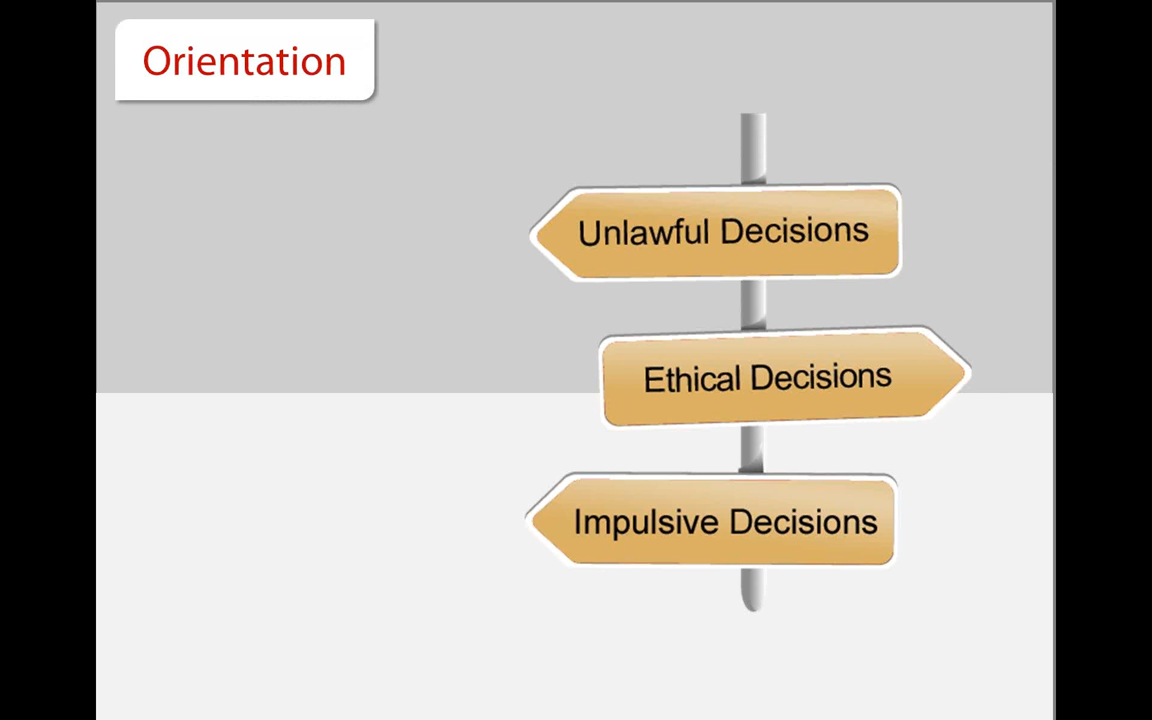 Orientation
Unlawful Decisions
Ethical Decisions
Impulsive Decisions